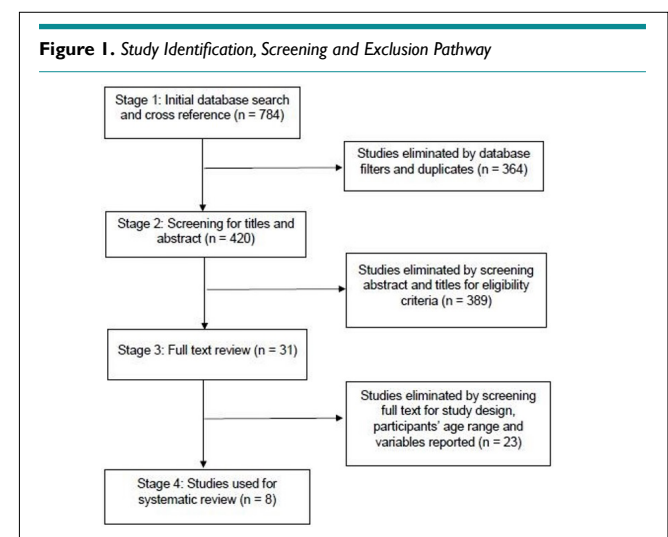 Figure 1. Study Identification, Screening and Exclusion Pathway
Stage 1: Initial database search
and cross reference (n = 784)
Studies eliminated by database
filters and duplicates (n = 364)
Stage 2: Screening for titles and
abstract (n = 420)
Studies eliminated by screening
abstract and titles for eligibility
criteria (n = 389)
Stage 3: Full text review (n = 31)
Studies eliminated by screening
full text for study design,
participants' age range and
variables reported (n = 23)
Stage 4: Studies used for
systematic review (n = 8)